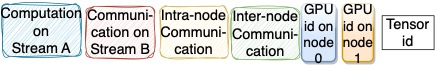 Computation
on
Stream A
Communi-
cation on
Stream B
Intra-node
Communi-
cation
Inter-node
Communi-
cation
GPU
id on
node
0
GPU
id on
node
1
Tensor
id